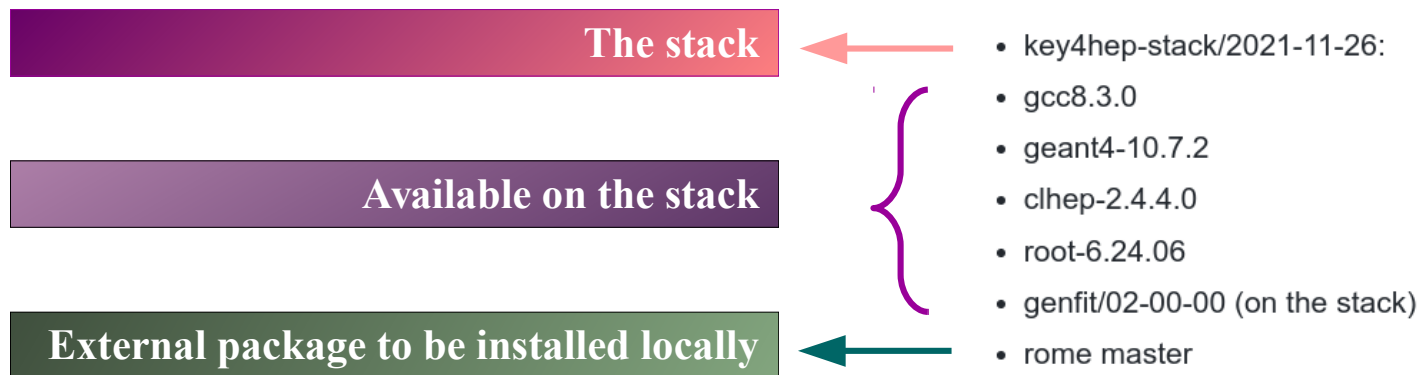 The stack
Available on the stack
External package to be installed locally
key4hep-stack/2021-11-26:
gcc8.3.0
geant4-10.7.2
clhep-2.4.4.0
root-6.24.06
genfit/02-00-00 (on the stack)
rome master